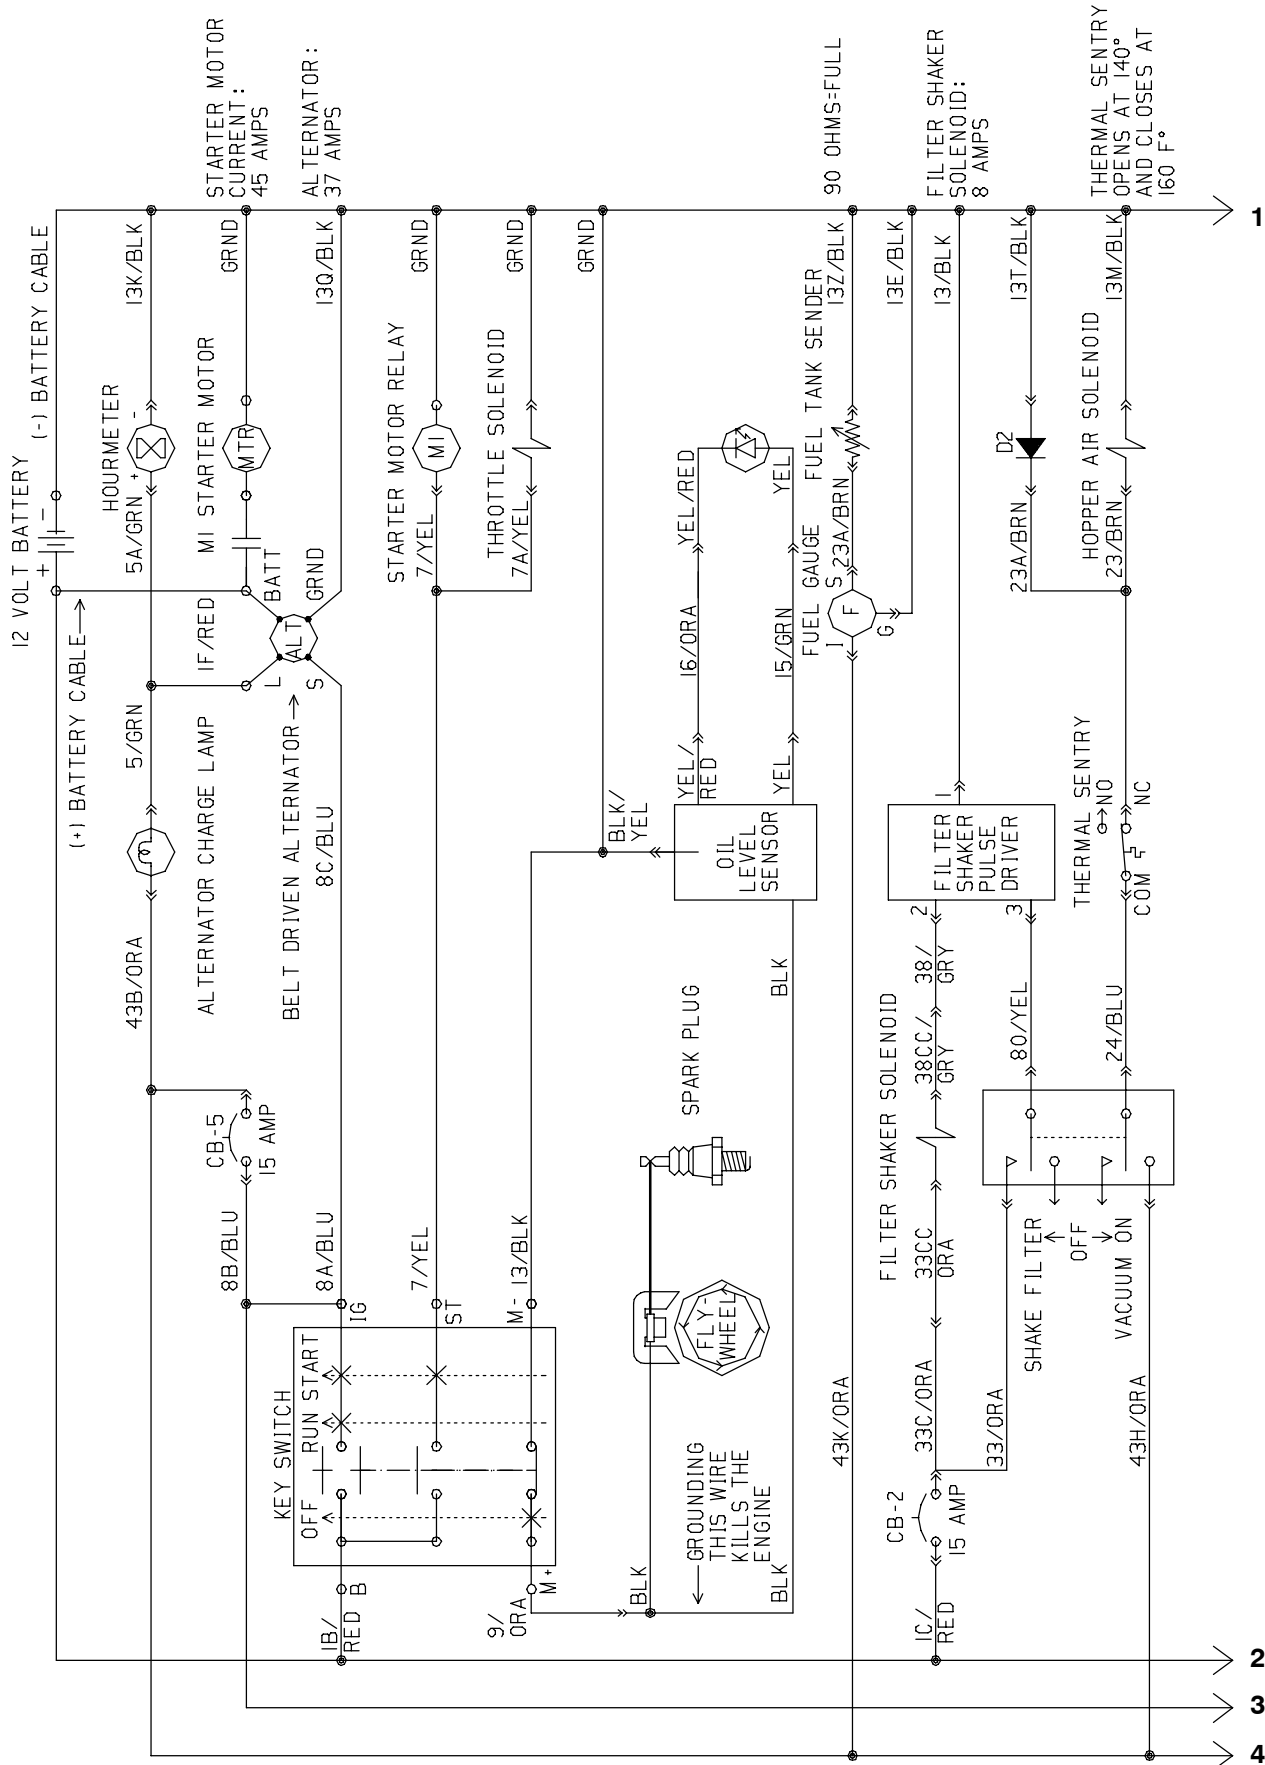 12 VOLT BATTERY
+ -
(-) BATTERY CABLE
(+) BATTERY CABLE
43B/ORA
5/GRN
HOURMETER
5A/GRN
+ -
13K/BLK
ALTERNATOR CHARGE LAMP
CB-5
15 AMP
8B/BLU
1F/RED
MI STARTER MOTOR
MTR
GRND
STARTER MOTOR
CURRENT:
45 AMPS
BELT DRIVEN ALTERNATOR
L
S
ALT
BATT
GRND
8C/BLU
13Q/BLK
ALTERNATOR:
37 AMPS
KEY SWITCH
OFF
RUN
START
1B/
RED
B
IG
8A/BLU
ST
7/YEL
STARTER MOTOR RELAY
7/YEL
MI
GRND
THROTTLE SOLENOID
7A/YEL
GRND
9/
ORA
M+
M-
13/BLK
BLK/
YEL
GRND
BLK
SPARK PLUG
FLY-
WHEEL
GROUNDING
THIS WIRE
KILLS THE
ENGINE
BLK
BLK
OIL
LEVEL
SENSOR
YEL/
RED
16/ORA
YEL/RED
YEL
15/GRN
YEL
43K/ORA
FUEL GAUGE
I
S
F
G
23A/BRN
FUEL TANK SENDER
13Z/BLK
90 OHMS=FULL
13E/BLK
1C/
RED
CB-2
15 AMP
33C/ORA
33/ORA
FILTER SHAKER SOLENOID
33CC
ORA
38CC/
GRY
38/
GRY
2
3
1
FILTER
SHAKER
PULSE
DRIVER
13/BLK
FILTER SHAKER
SOLENOID:
8 AMPS
80/YEL
SHAKE FILTER
OFF
VACUUM ON
43H/ORA
24/BLU
THERMAL SENTRY
COM
NO
NC
23A/BRN
D2
13T/BLK
HOPPER AIR SOLENOID
23/BRN
13M/BLK
THERMAL SENTRY
OPENS AT 140°
AND CLOSES AT
160 F°
1
2
3
4